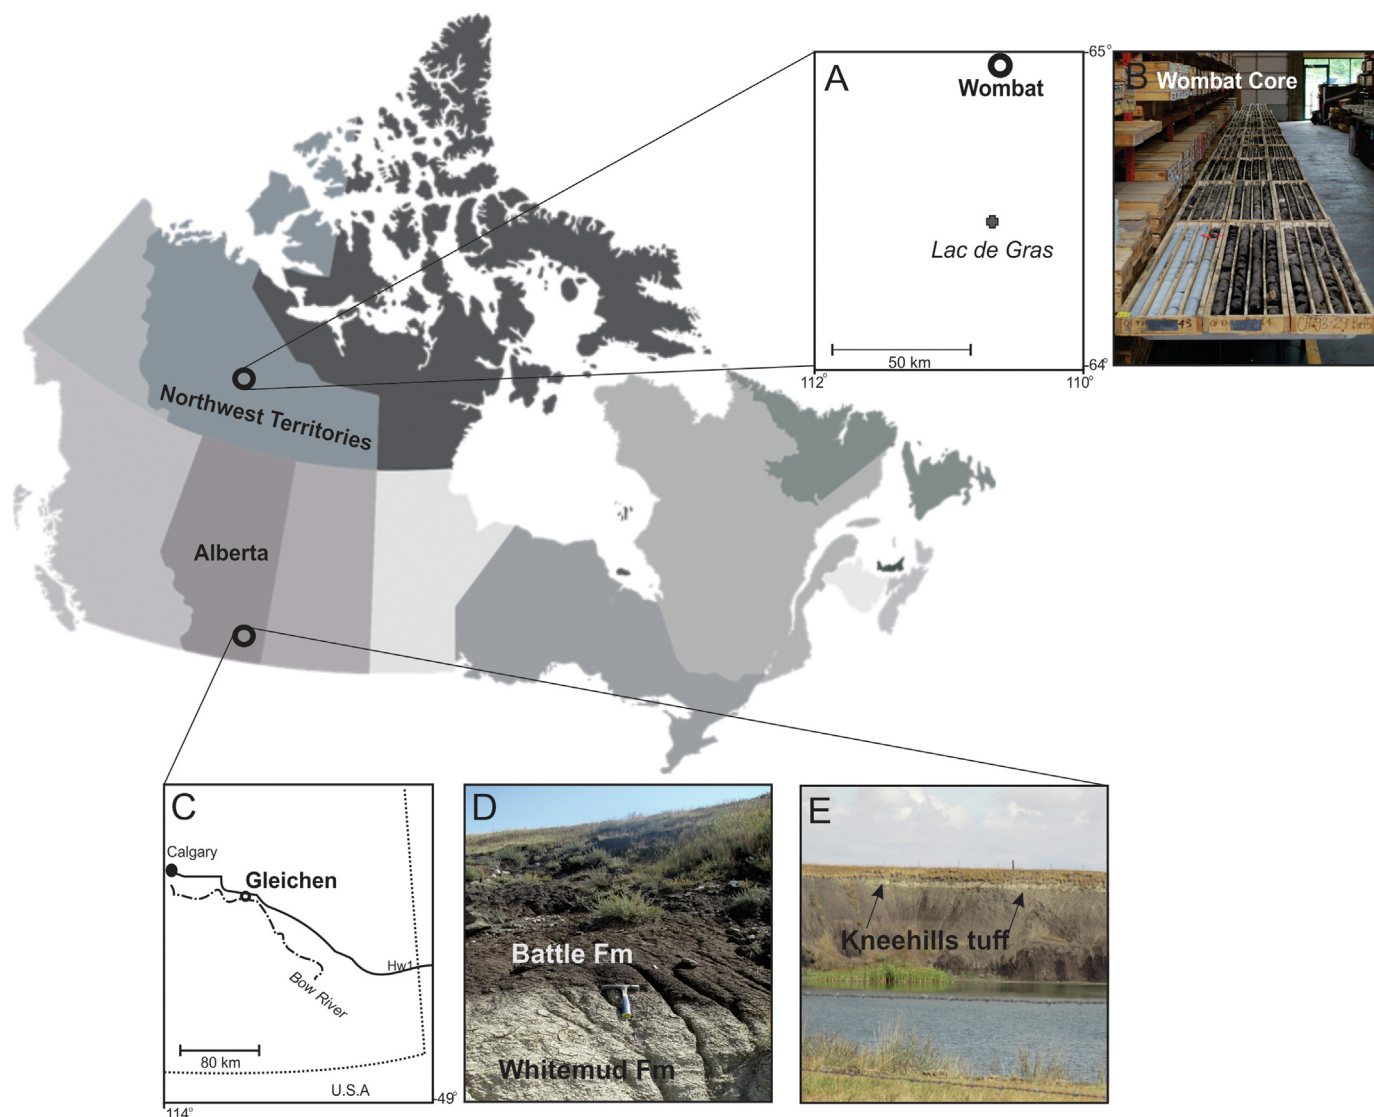 A
Wombat
Lac de Gras
50 km
65°
64°
112°
110°
B
Wombat Core
Northwest Territories
Alberta
C
Calgary
Gleichen
Hw1
Bow River
80 km
U.S.A
49°
114°
D
Battle Fm
Whitemud Fm
E
Kneehills tuff